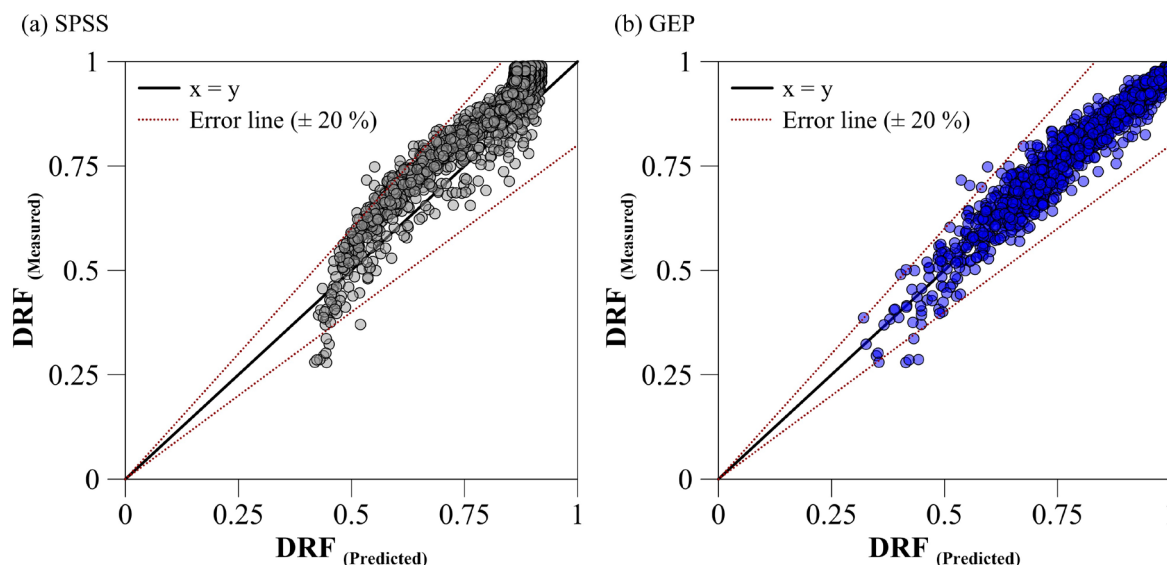 (a) SPSS
1
0.75
0.5
0.25
0
DRF (Measured)
x = y
Error line (± 20 %)
0
0.25
0.5
0.75
1
DRF (Predicted)
(b) GEP
1
0.75
0.5
0.25
0
DRF (Measured)
x = y
Error line (± 20 %)
0
0.25
0.5
0.75
1
DRF (Predicted)